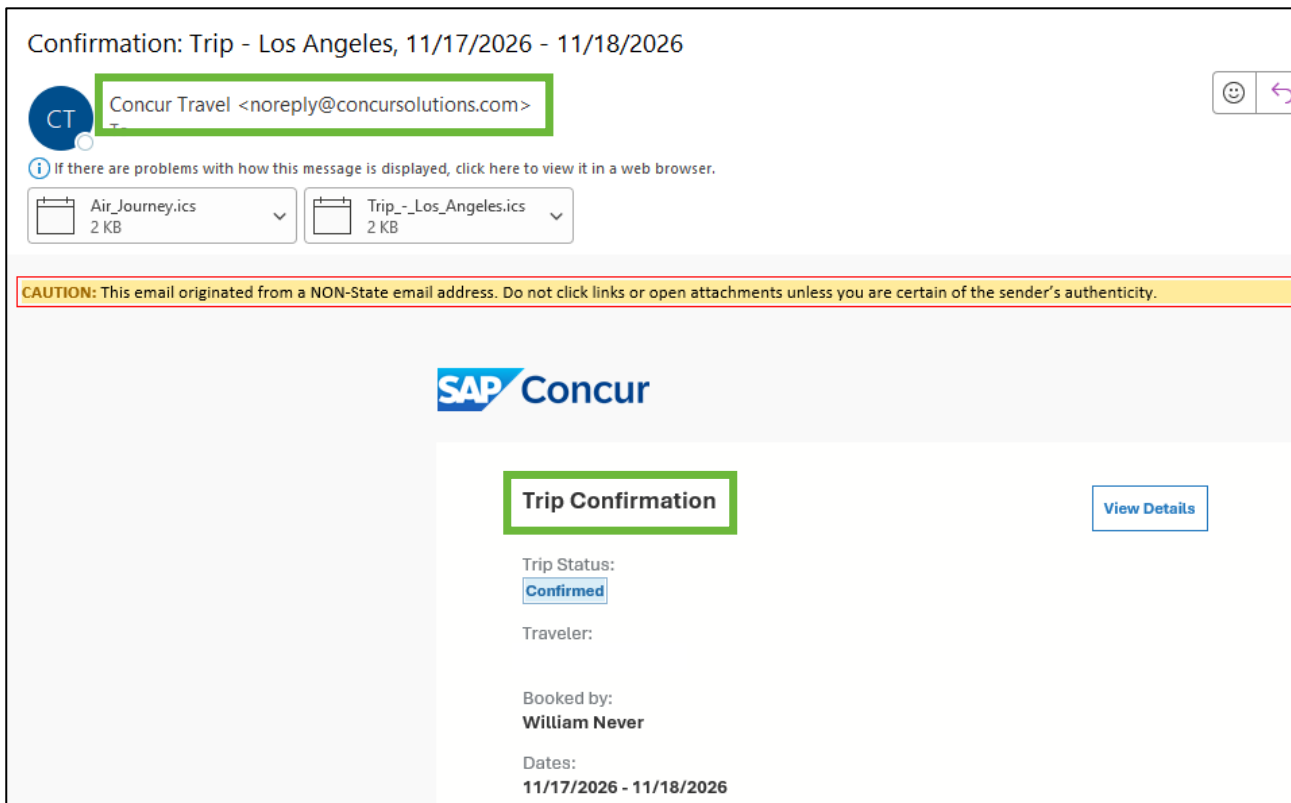 Confirmation: Trip - Los Angeles, 11/17/2026 - 11/18/2026
CT
Concur Travel <noreply@concursolutions.com>
To
If there are problems with how this message is displayed, click here to view it in a web browser.
Air_Journey.ics
2 KB
Trip_-_Los_Angeles.ics
2 KB
CAUTION: This email originated from a NON-State email address. Do not click links or open attachments unless you are certain of the sender's authenticity.
SAP Concur
Trip Confirmation
View Details
Trip Status:
Confirmed
Traveler:
Booked by:
William Never
Dates:
11/17/2026 - 11/18/2026